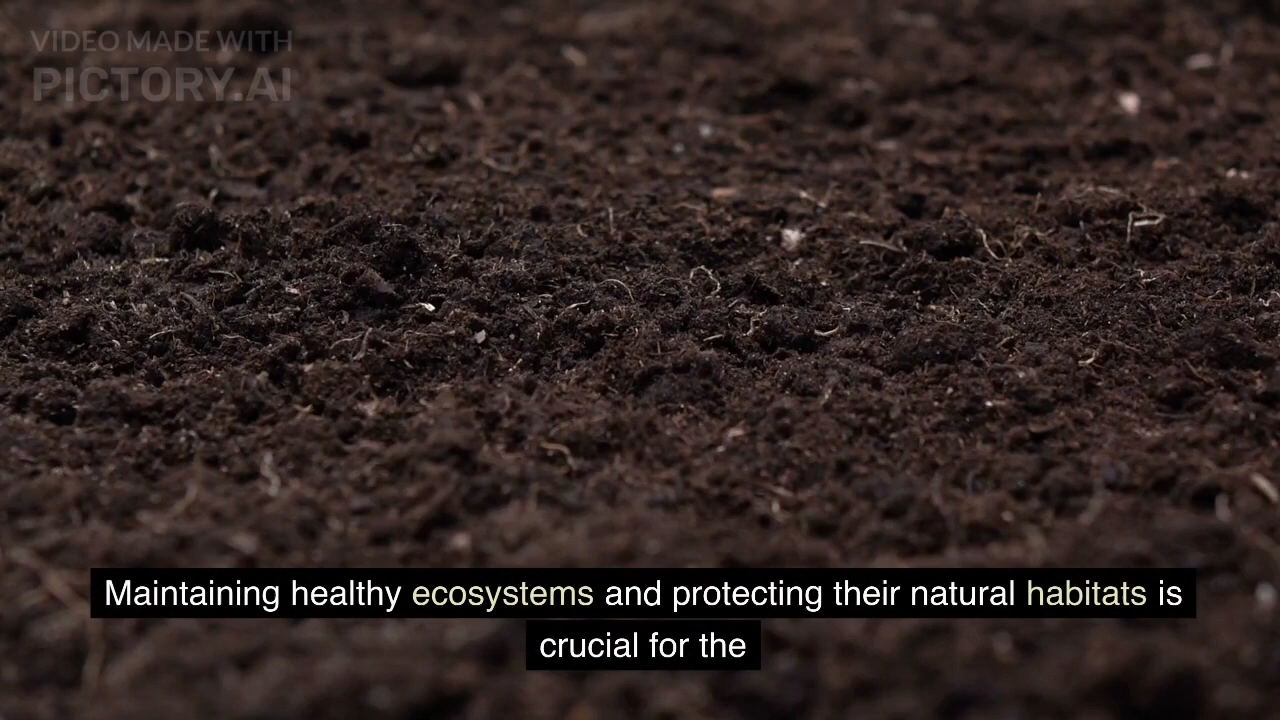 VIDEO MADE WITH
PICTORY.AI
Maintaining healthy ecosystems and protecting their natural habitats is
crucial for the